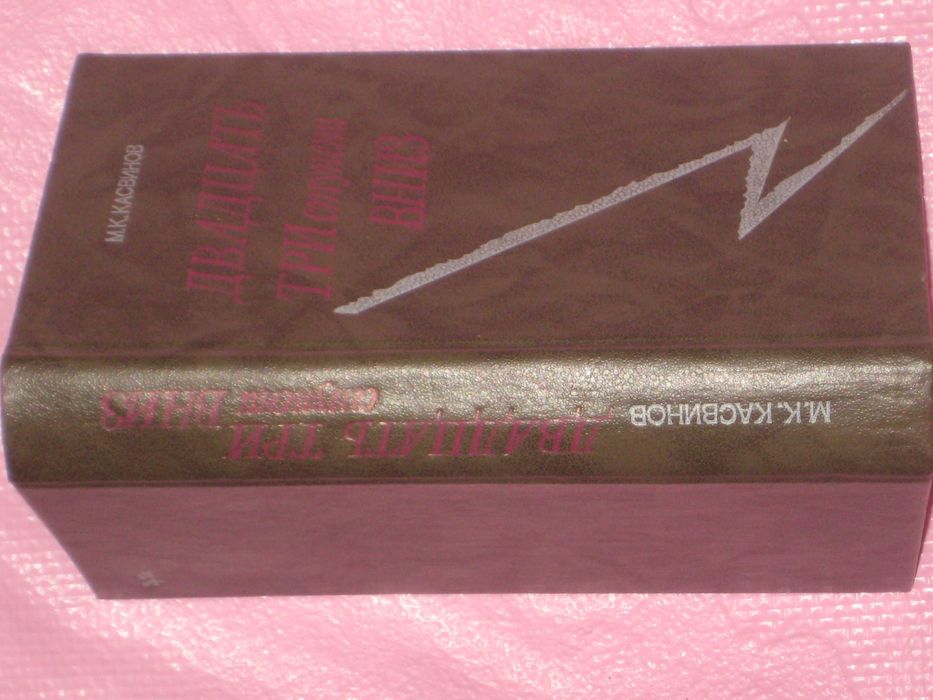 М.К.КАСВИНОВ
ДВАДЦАТЬ
ТРИ ступени
ВНИЗ
М.К. КАСВИНОВ
ДВАДЦАТЬ ТРИ
ступени ВНИЗ